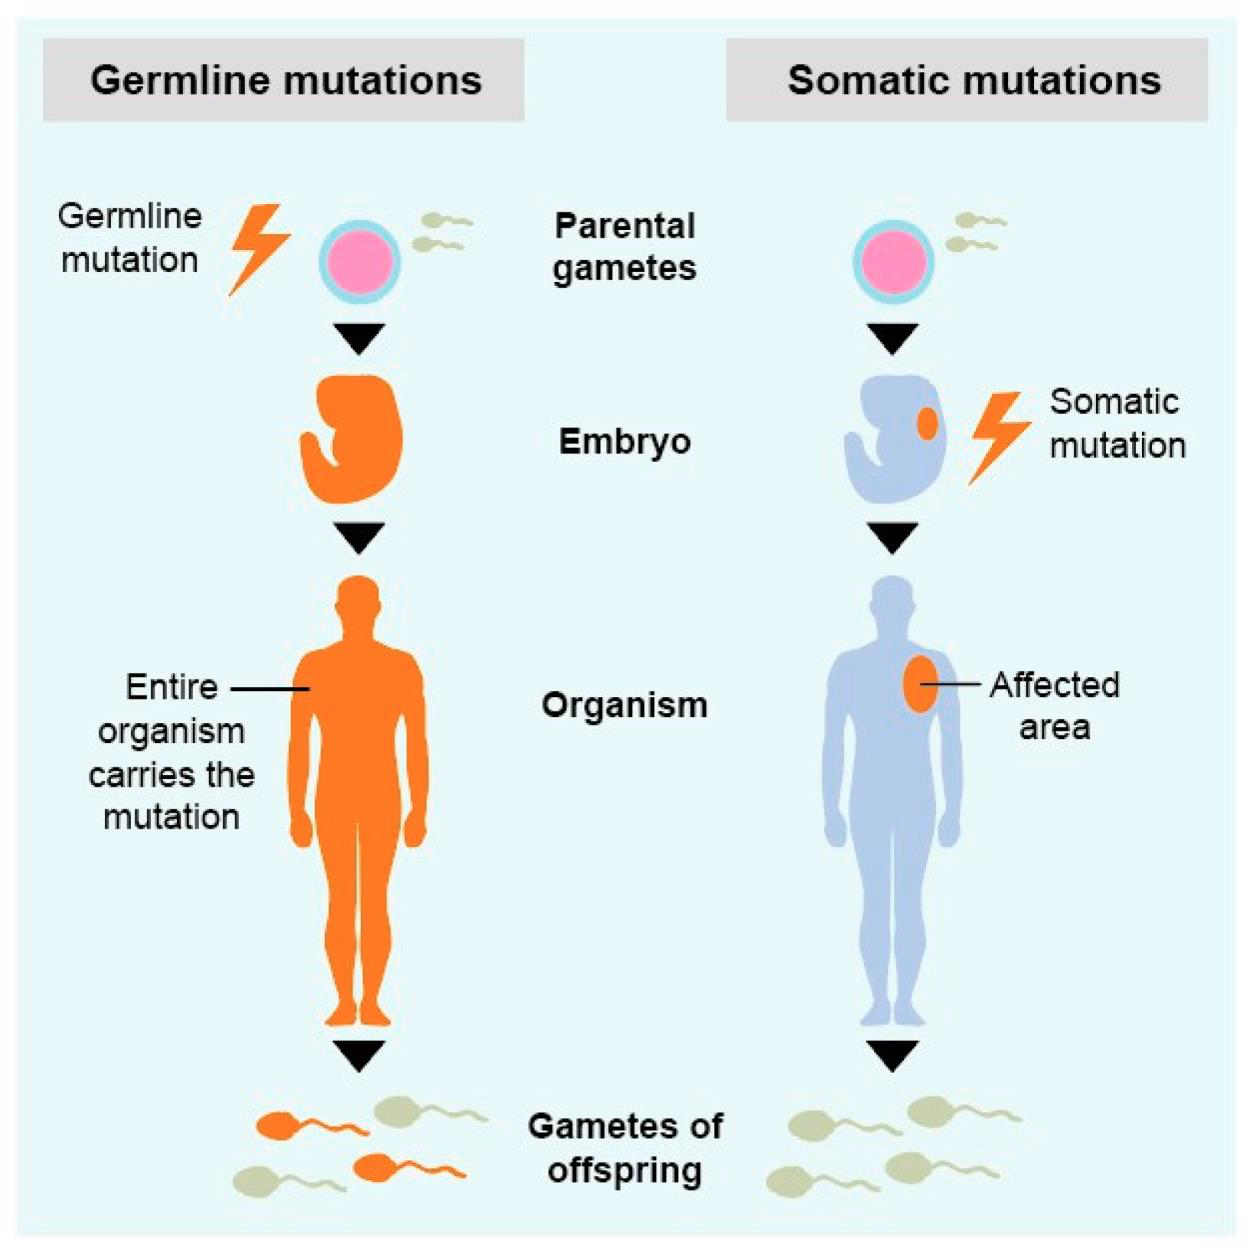 Germline mutations
Somatic mutations
Germline
mutation
Parental
gametes
Embryo
Somatic
mutation
Entire
organism
carries the
mutation
Organism
Affected
area
Gametes of
offspring